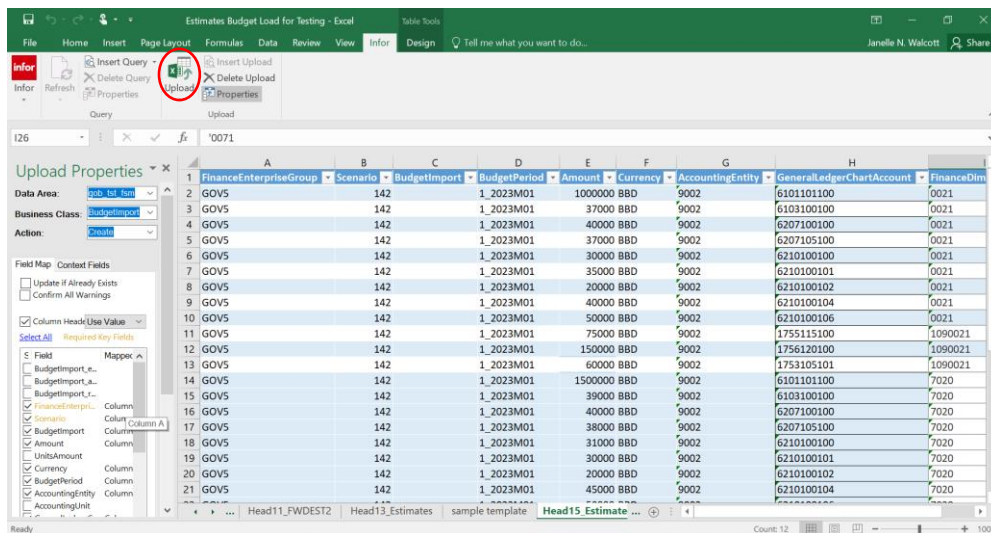 Estimates Budget Load for Testing - Excel Table Tools
File Home Insert Page Layout Formulas Data Review View Infor Design Tell me what you want to do... Janelle N. Walcott Share
infor Insert Query Insert Upload
Delete Query Delete Upload
Infor Refresh Properties Upload Properties
Query Upload
I26 fx '0071
Upload Properties
Data Area: gob_tst_fsm
Business Class: BudgetImport
Action: Create
Field Map Context Fields
Update if Already Exists
Confirm All Warnings
Column Heade Use Value
Select All Required Key Fields
S Field Mappec
BudgetImport_e...
BudgetImport_a...
BudgetImport_r...
FinanceEnterpri... Column
Scenario Colum
Column A
BudgetImport Column
Amount Column
UnitsAmount
Currency Column
BudgetPeriod Column
AccountingEntity Column
AccountingUnit
A B C D E F G H I
1 FinanceEnterpriseGroup Scenario BudgetImport BudgetPeriod Amount Currency AccountingEntity GeneralLedgerChartAccount FinanceDim
2 GOV5 142 1_2023M01 1000000 BBD 9002 6101101100 0021
3 GOV5 142 1_2023M01 37000 BBD 9002 6103100100 0021
4 GOV5 142 1_2023M01 40000 BBD 9002 6207100100 0021
5 GOV5 142 1_2023M01 37000 BBD 9002 6207105100 0021
6 GOV5 142 1_2023M01 30000 BBD 9002 6210100100 0021
7 GOV5 142 1_2023M01 35000 BBD 9002 6210100101 0021
8 GOV5 142 1_2023M01 20000 BBD 9002 6210100102 0021
9 GOV5 142 1_2023M01 40000 BBD 9002 6210100104 0021
10 GOV5 142 1_2023M01 50000 BBD 9002 6210100106 0021
11 GOV5 142 1_2023M01 75000 BBD 9002 1755115100 1090021
12 GOV5 142 1_2023M01 150000 BBD 9002 1756120100 1090021
13 GOV5 142 1_2023M01 60000 BBD 9002 1753105101 1090021
14 GOV5 142 1_2023M01 1500000 BBD 9002 6101101100 7020
15 GOV5 142 1_2023M01 39000 BBD 9002 6103100100 7020
16 GOV5 142 1_2023M01 40000 BBD 9002 6207100100 7020
17 GOV5 142 1_2023M01 38000 BBD 9002 6207105100 7020
18 GOV5 142 1_2023M01 31000 BBD 9002 6210100100 7020
19 GOV5 142 1_2023M01 30000 BBD 9002 6210100101 7020
20 GOV5 142 1_2023M01 20000 BBD 9002 6210100102 7020
21 GOV5 142 1_2023M01 45000 BBD 9002 6210100104 7020
... Head11_FWDEST2 Head13_Estimates sample template Head15_Estimate ...
Ready Count: 12 100